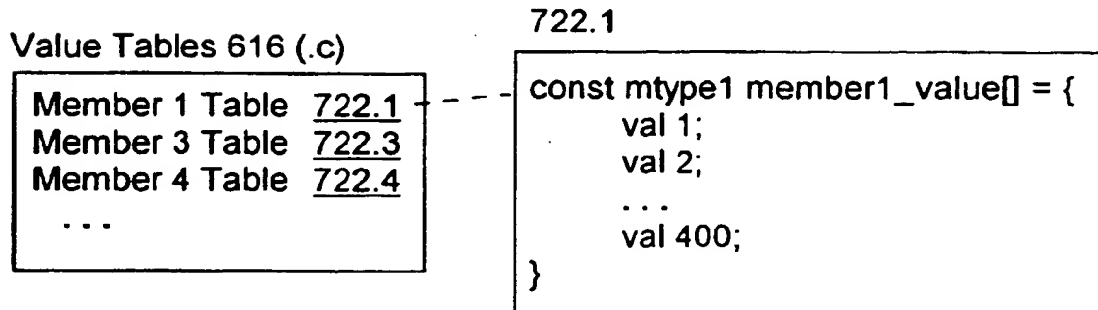 Value Tables 616 (.c)
Member 1 Table 722.1
Member 3 Table 722.3
Member 4 Table 722.4
. . .
722.1
const mtype1 member1_value[] = {
val 1;
val 2;
. . .
val 400;
}